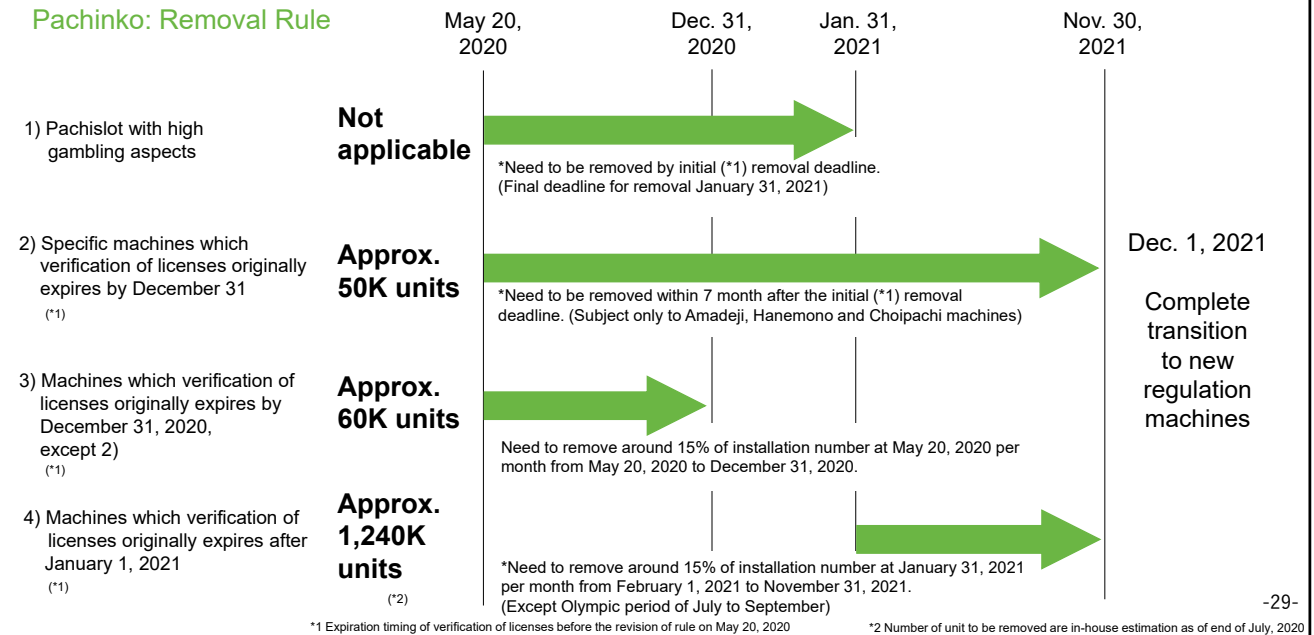 Pachinko: Removal Rule
May 20,
2020
Dec. 31,
2020
Jan. 31,
2021
Nov. 30,
2021
1) Pachislot with high
gambling aspects
Not
applicable
*Need to be removed by initial (*1) removal deadline.
(Final deadline for removal January 31, 2021)
2) Specific machines which
verification of licenses originally
expires by December 31
(*1)
Approx.
50K units
*Need to be removed within 7 month after the initial (*1) removal
deadline. (Subject only to Amadeji, Hanemono and Choipachi machines)
3) Machines which verification of
licenses originally expires by
December 31, 2020,
except 2)
(*1)
Approx.
60K units
Need to remove around 15% of installation number at May 20, 2020 per
month from May 20, 2020 to December 31, 2020.
4) Machines which verification of
licenses originally expires after
January 1, 2021
(*1)
Approx.
1,240K
units
(*2)
*Need to remove around 15% of installation number at January 31, 2021
per month from February 1, 2021 to November 31, 2021.
(Except Olympic period of July to September)
Dec. 1, 2021
Complete
transition
to new
regulation
machines
-29-
*1 Expiration timing of verification of licenses before the revision of rule on May 20, 2020
*2 Number of unit to be removed are in-house estimation as of end of July, 2020